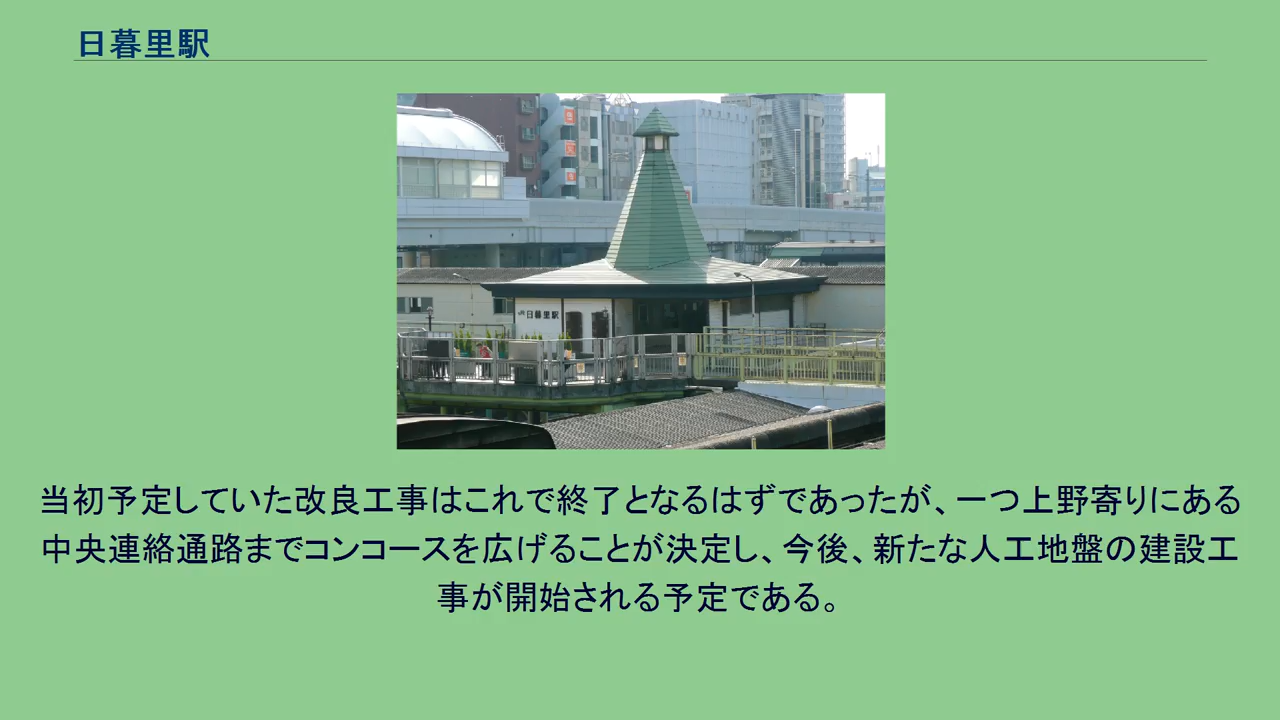 日暮里駅
日暮里駅
当初予定していた改良工事はこれで終了となるはずであったが、一つ上野寄りにある
中央連絡通路までコンコースを広げることが決定し、今後、新たな人工地盤の建設工
事が開始される予定である。